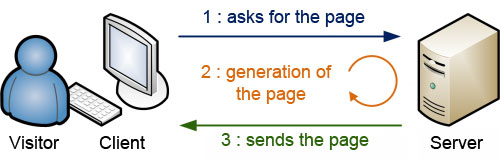 1 : asks for the page
2 : generation of
the page
3 : sends the page
Visitor
Client
Server